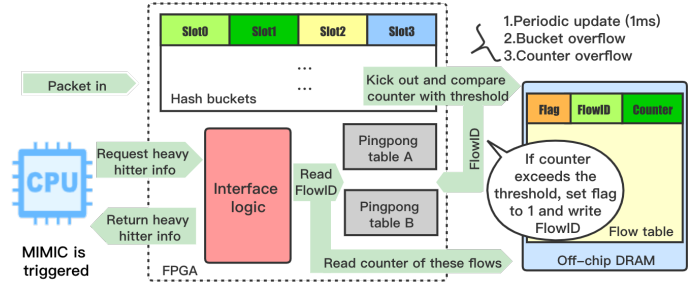 Slot0
Slot1
Slot2
Slot3
...
...
Hash buckets
1.Periodic update (1ms)
2.Bucket overflow
3.Counter overflow
Packet in
Kick out and compare
counter with threshold
Flag
FlowID
Counter
CPU
Request heavy
hitter info
Return heavy
hitter info
MIMIC is
triggered
Interface
logic
Read
FlowID
Pingpong
table A
Pingpong
table B
FlowID
If counter
exceeds the
threshold, set flag
to 1 and write
FlowID
Flow table
Read counter of these flows
Off-chip DRAM
FPGA